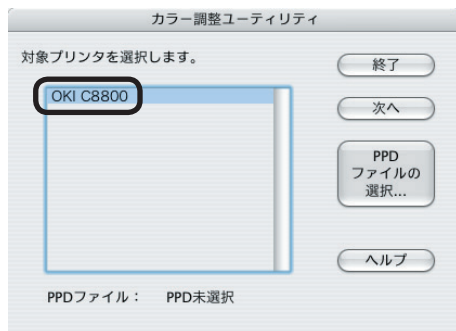 カラー調整ユーティリティ
対象プリンタを選択します。
OKI C8800
終了
次へ
PPD
ファイルの
選択...
ヘルプ
PPDファイル： PPD未選択